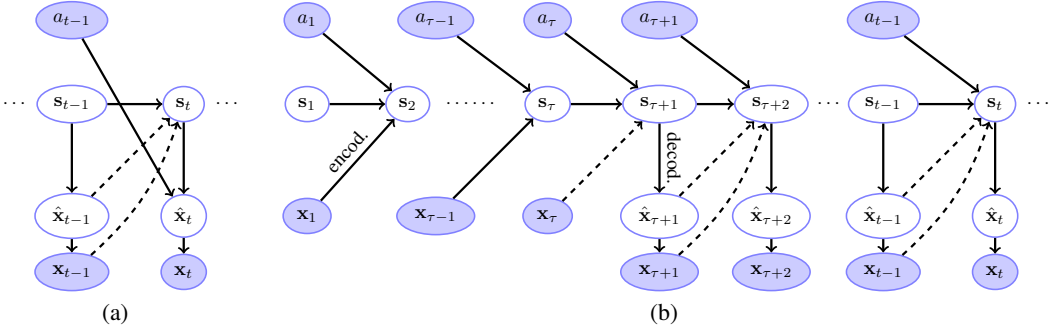 a_{t−1} a_1 a_{τ−1} a_τ a_{τ+1} a_{t−1}
··· s_{t−1} s_t ··· s_1 s_2 ······ s_τ s_{τ+1} s_{τ+2} ··· s_{t−1} s_t ···
encod. decod.
x̂_{t−1} x̂_t x_1 x_{τ−1} x_τ x̂_{τ+1} x̂_{τ+2} x̂_{t−1} x̂_t
x_{t−1} x_t x_{τ+1} x_{τ+2} x_{t−1} x_t
(a) (b)